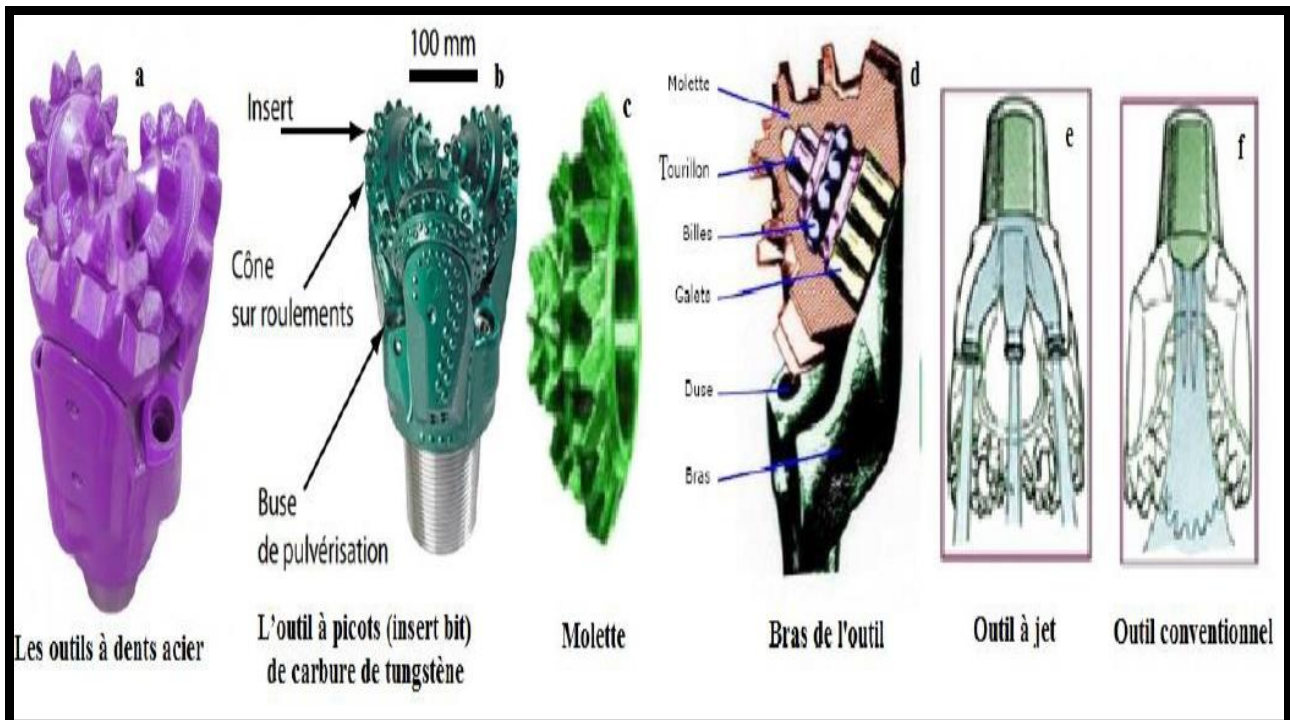 a
100 mm
b
Insert
Cône
sur roulements
Buse
de pulvérisation
c
d
Molette
Tourillon
Billes
Galets
Duse
Bras
e
f
Les outils à dents acier
L'outil à picots (insert bit)
de carbure de tungstène
Molette
Bras de l'outil
Outil à jet
Outil conventionnel